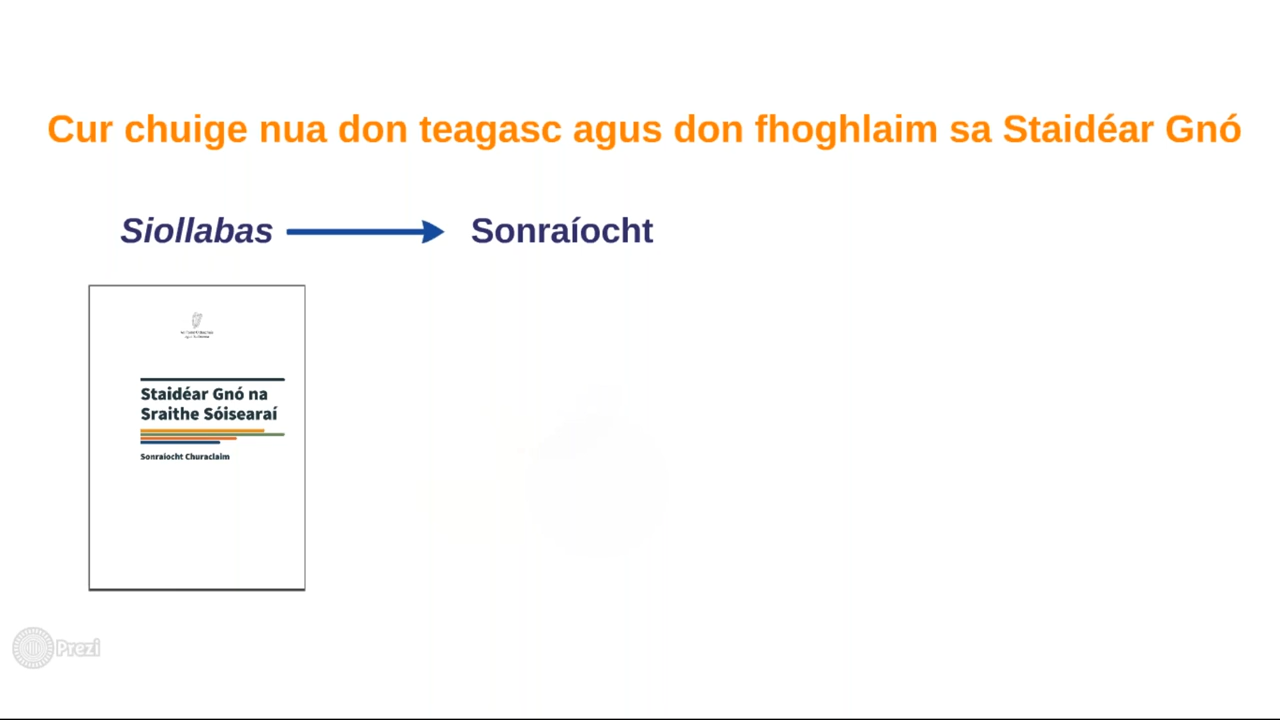 Cur chuige nua don teagasc agus don fhoghlaim sa Staidéar Gnó
Siollabas
Sonraíocht
Staidéar Gnó na
Sraithe Sóisearaí
Sonraíocht Churaclaim
Prezi